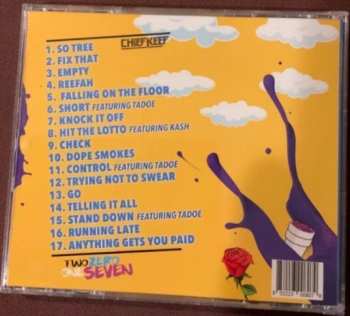 CHIEF KEEF
1. SO TREE
2. FIX THAT
3. EMPTY
4. REEFAH
5. FALLING ON THE FLOOR
6. SHORT FEATURING TADOE
7. KNOCK IT OFF
8. HIT THE LOTTO FEATURING KASH
9. CHECK
10. DOPE SMOKES
11. CONTROL FEATURING TADOE
12. TRYING NOT TO SWEAR
13. GO
14. TELLING IT ALL
15. STAND DOWN FEATURING TADOE
16. RUNNING LATE
17. ANYTHING GETS YOU PAID
TWO ZERO
ONE SEVEN